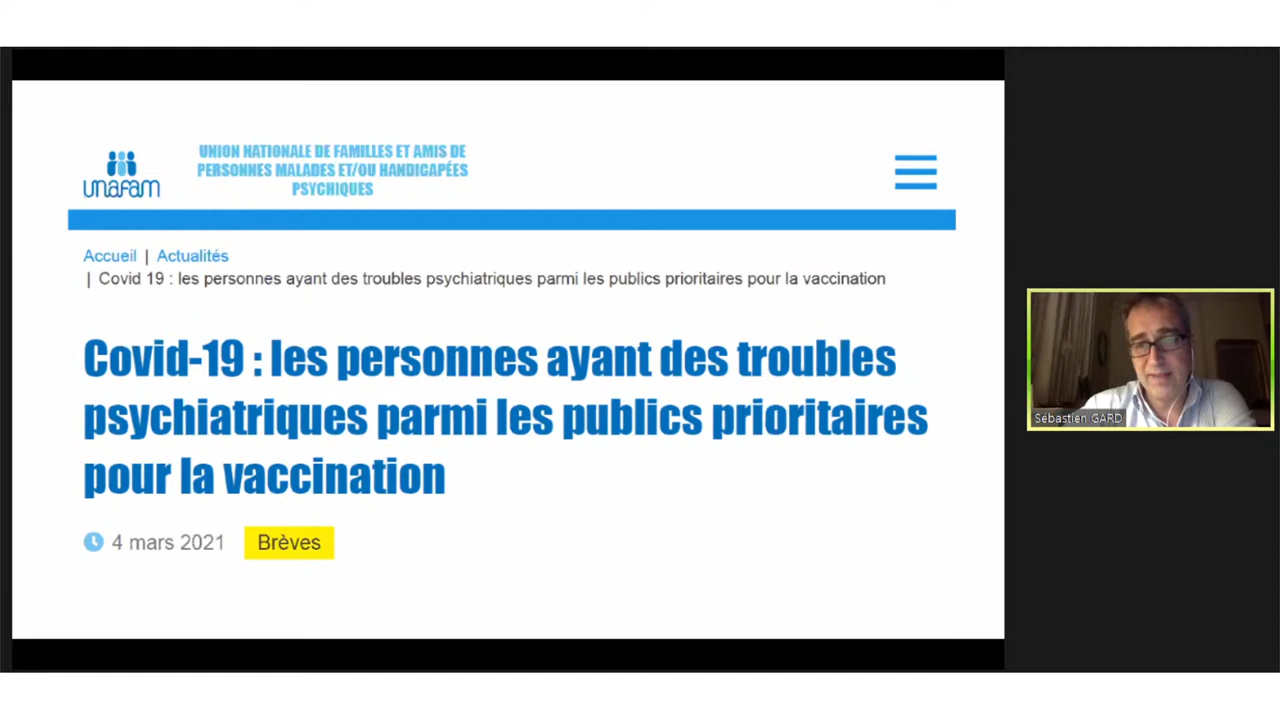 unafam
UNION NATIONALE DE FAMILLES ET AMIS DE
PERSONNES MALADES ET/OU HANDICAPÉES
PSYCHIQUES
Accueil | Actualités
| Covid 19 : les personnes ayant des troubles psychiatriques parmi les publics prioritaires pour la vaccination
Covid-19 : les personnes ayant des troubles
psychiatriques parmi les publics prioritaires
pour la vaccination
4 mars 2021 Brèves
Sébastien GARD